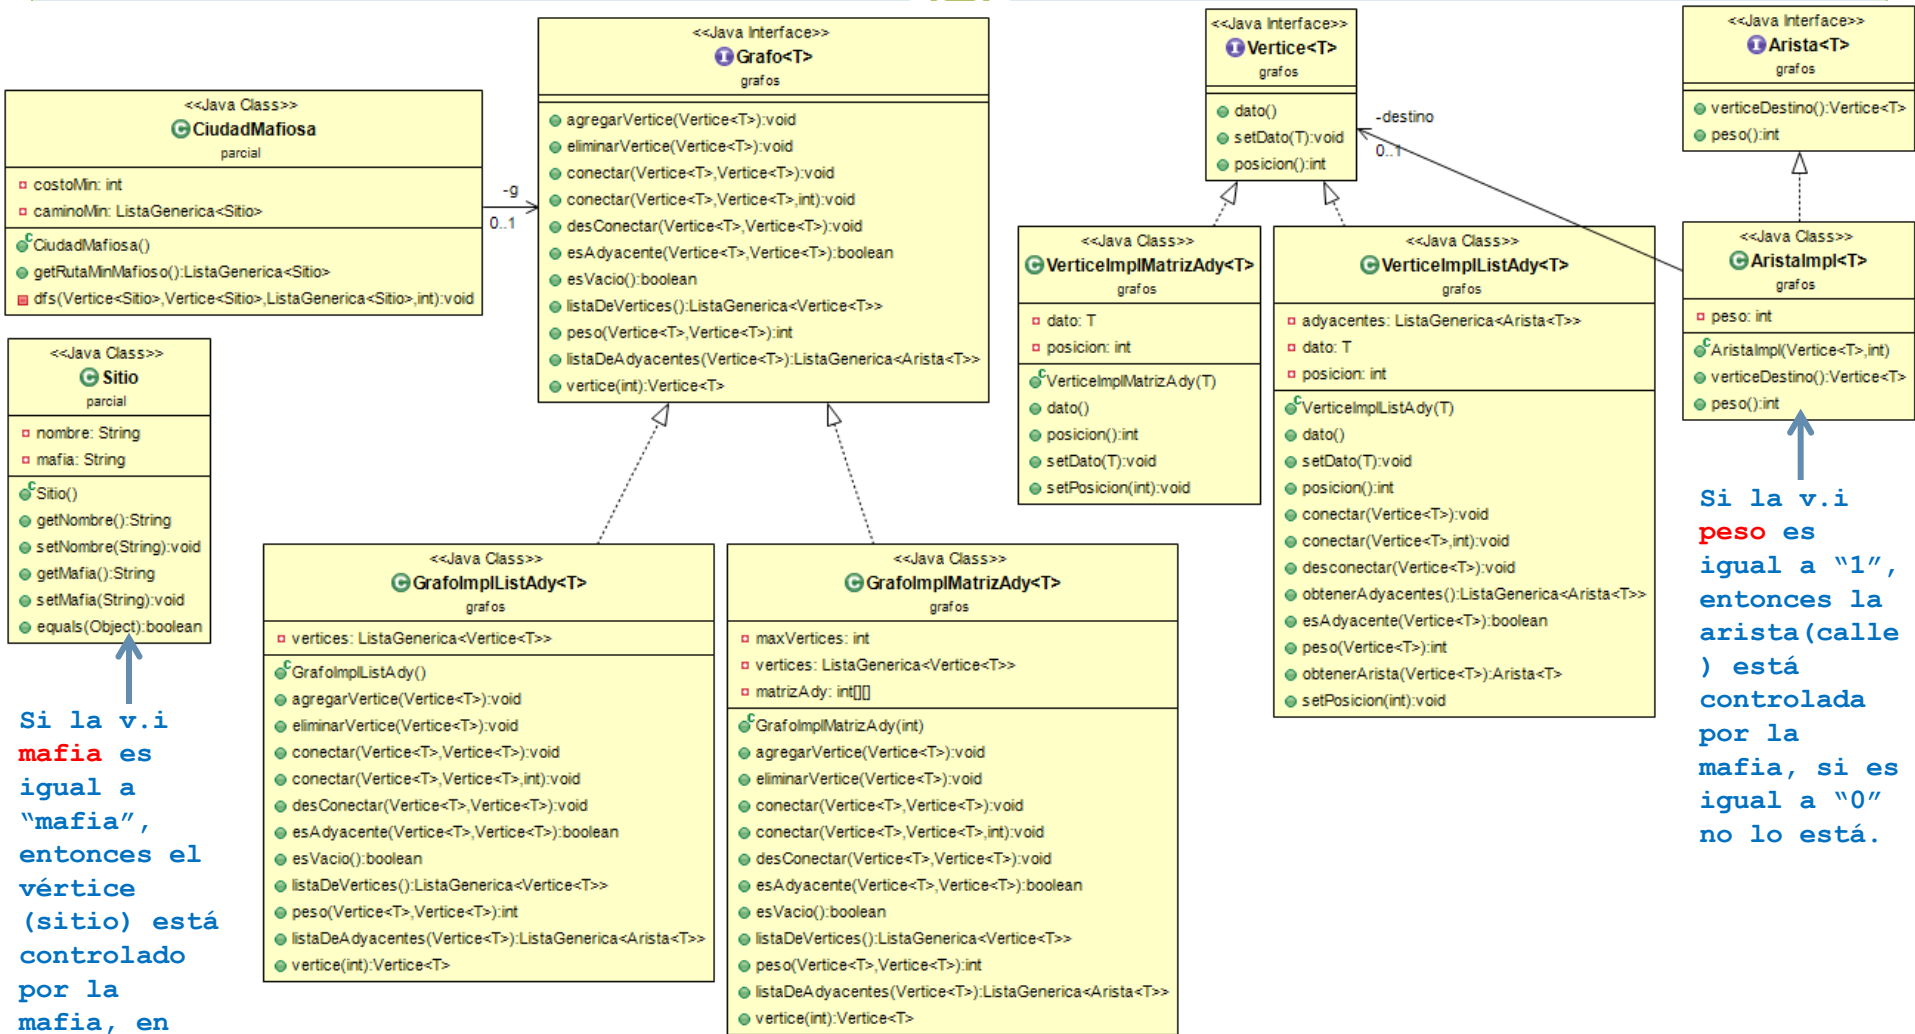 <<Java Class>>
CiudadMafiosa
parcial
costoMin: int
caminoMin: ListaGenerica<Sitio>
CiudadMafiosa()
getRutaMinMafioso():ListaGenerica<Sitio>
dfs(Vertice<Sitio>,Vertice<Sitio>,ListaGenerica<Sitio>,int):void
-g
0..1
<<Java Interface>>
Grafo<T>
grafos
agregarVertice(Vertice<T>):void
eliminarVertice(Vertice<T>):void
conectar(Vertice<T>,Vertice<T>):void
conectar(Vertice<T>,Vertice<T>,int):void
desConectar(Vertice<T>,Vertice<T>):void
esAdyacente(Vertice<T>,Vertice<T>):boolean
esVacio():boolean
listaDeVertices():ListaGenerica<Vertice<T>>
peso(Vertice<T>,Vertice<T>):int
listaDeAdyacentes(Vertice<T>):ListaGenerica<Arista<T>>
vertice(int):Vertice<T>
<<Java Interface>>
Vertice<T>
grafos
dato()
setDato(T):void
posicion():int
-destino
0..1
<<Java Interface>>
Arista<T>
grafos
verticeDestino():Vertice<T>
peso():int
<<Java Class>>
Sitio
parcial
nombre: String
mafia: String
Sitio()
getNombre():String
setNombre(String):void
getMafia():String
setMafia(String):void
equals(Object):boolean
Si la v.i
mafia es
igual a
“mafia”,
entonces el
vértice
(sitio) está
controlado
por la
mafia, en
<<Java Class>>
GrafoImplListAdy<T>
grafos
vertices: ListaGenerica<Vertice<T>>
GrafoImplListAdy()
agregarVertice(Vertice<T>):void
eliminarVertice(Vertice<T>):void
conectar(Vertice<T>,Vertice<T>):void
conectar(Vertice<T>,Vertice<T>,int):void
desConectar(Vertice<T>,Vertice<T>):void
esAdyacente(Vertice<T>,Vertice<T>):boolean
esVacio():boolean
listaDeVertices():ListaGenerica<Vertice<T>>
peso(Vertice<T>,Vertice<T>):int
listaDeAdyacentes(Vertice<T>):ListaGenerica<Arista<T>>
vertice(int):Vertice<T>
<<Java Class>>
GrafoImplMatrizAdy<T>
grafos
maxVertices: int
vertices: ListaGenerica<Vertice<T>>
matrizAdy: int[][]
GrafoImplMatrizAdy(int)
agregarVertice(Vertice<T>):void
eliminarVertice(Vertice<T>):void
conectar(Vertice<T>,Vertice<T>):void
conectar(Vertice<T>,Vertice<T>,int):void
desConectar(Vertice<T>,Vertice<T>):void
esAdyacente(Vertice<T>,Vertice<T>):boolean
esVacio():boolean
listaDeVertices():ListaGenerica<Vertice<T>>
peso(Vertice<T>,Vertice<T>):int
listaDeAdyacentes(Vertice<T>):ListaGenerica<Arista<T>>
vertice(int):Vertice<T>
<<Java Class>>
VerticeImplMatrizAdy<T>
grafos
dato: T
posicion: int
VerticeImplMatrizAdy(T)
dato()
posicion():int
setDato(T):void
setPosicion(int):void
<<Java Class>>
VerticeImplListAdy<T>
grafos
adyacentes: ListaGenerica<Arista<T>>
dato: T
posicion: int
VerticeImplListAdy(T)
dato()
setDato(T):void
posicion():int
conectar(Vertice<T>):void
conectar(Vertice<T>,int):void
desconectar(Vertice<T>):void
obtenerAdyacentes():ListaGenerica<Arista<T>>
esAdyacente(Vertice<T>):boolean
peso(Vertice<T>):int
obtenerArista(Vertice<T>):Arista<T>
setPosicion(int):void
<<Java Class>>
AristaImpl<T>
grafos
peso: int
AristaImpl(Vertice<T>,int)
verticeDestino():Vertice<T>
peso():int
Si la v.i
peso es
igual a “1”,
entonces la
arista(calle
) está
controlada
por la
mafia, si es
igual a “0”
no lo está.